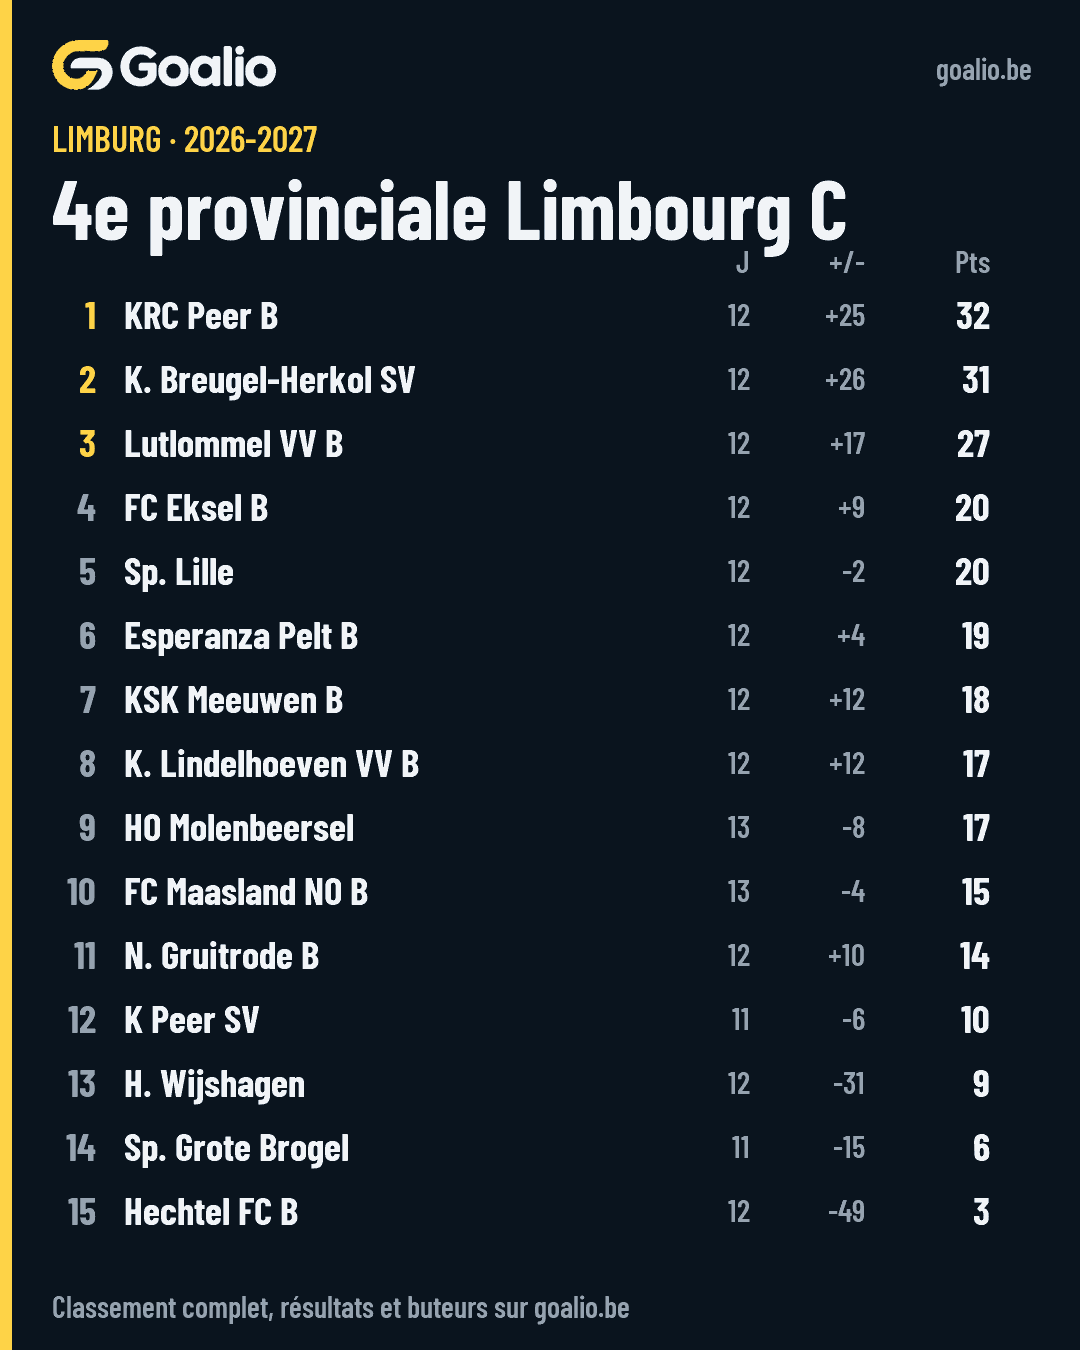 Goalio
goalio.be
LIMBURG · 2026-2027
4e provinciale Limbourg C
J +/- Pts
1 KRC Peer B 12 +25 32
2 K. Breugel-Herkol SV 12 +26 31
3 Lutlommel VV B 12 +17 27
4 FC Eksel B 12 +9 20
5 Sp. Lille 12 -2 20
6 Esperanza Pelt B 12 +4 19
7 KSK Meeuwen B 12 +12 18
8 K. Lindelhoeven VV B 12 +12 17
9 HO Molenbeersel 13 -8 17
10 FC Maasland NO B 13 -4 15
11 N. Gruitrode B 12 +10 14
12 K Peer SV 11 -6 10
13 H. Wijshagen 12 -31 9
14 Sp. Grote Brogel 11 -15 6
15 Hechtel FC B 12 -49 3
Classement complet, résultats et buteurs sur goalio.be